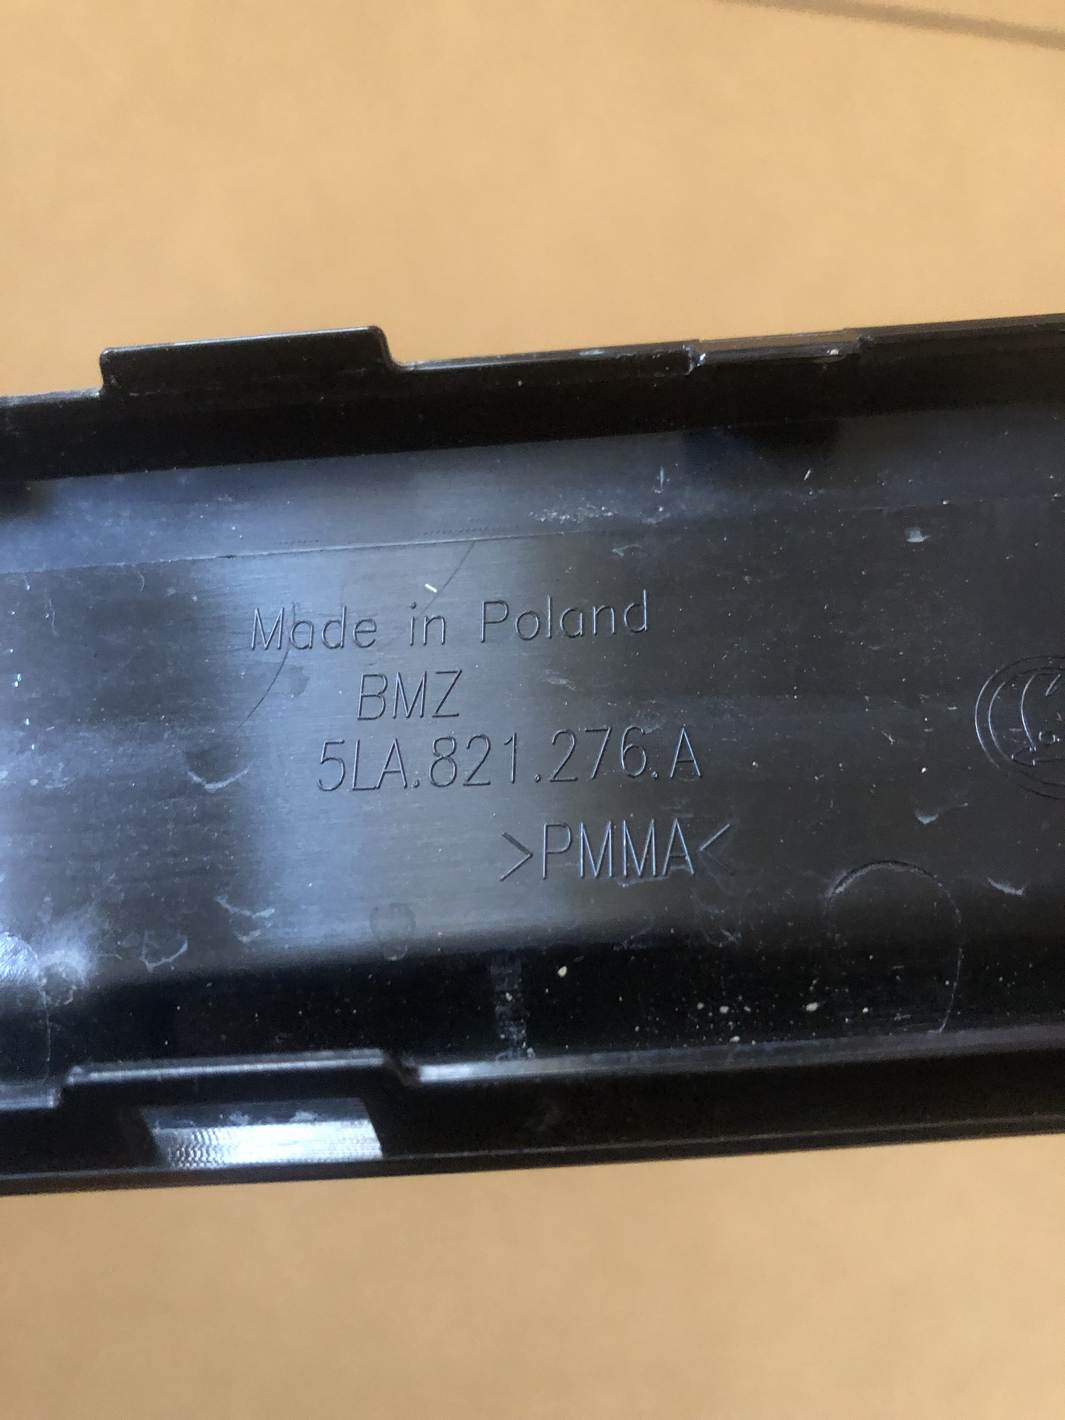 Made in Poland
BMZ
5LA.821.276.A
>PMMA<